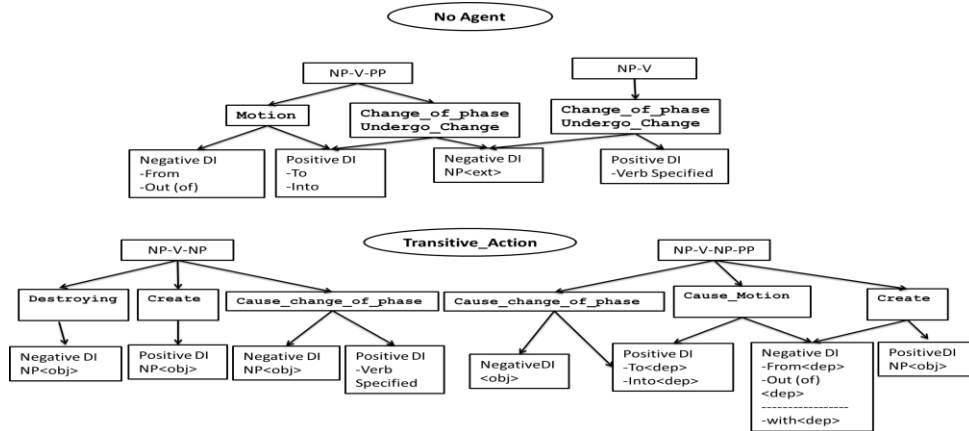 No Agent
NP-V-PP
NP-V
Motion
Change_of_phase
Undergo_Change
Change_of_phase
Undergo_Change
Negative DI
-From
-Out (of)
Positive DI
-To
-Into
Negative DI
NP<ext>
Positive DI
-Verb Specified
Transitive_Action
NP-V-NP
NP-V-NP-PP
Destroying
Create
Cause_change_of_phase
Cause_change_of_phase
Cause_Motion
Create
Negative DI
NP<obj>
Positive DI
NP<obj>
Negative DI
NP<obj>
Positive DI
-Verb
Specified
NegativeDI
<obj>
Positive DI
-To<dep>
-Into<dep>
Negative DI
-From<dep>
-Out (of)
<dep>
-----------------
-with<dep>
PositiveDI
NP<obj>